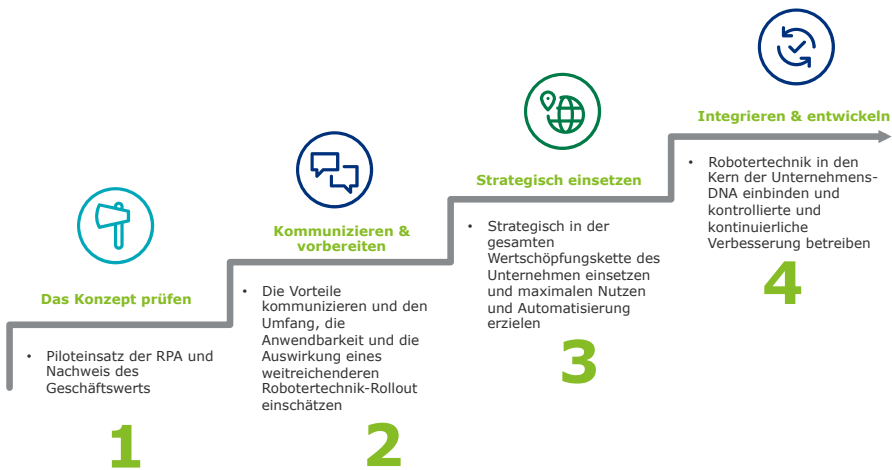 Das Konzept prüfen
• Piloteinsatz der RPA und
Nachweis des
Geschäftswerts
1
Kommunizieren &
vorbereiten
• Die Vorteile
kommunizieren und den
Umfang, die
Anwendbarkeit und die
Auswirkung eines
weitreichenderen
Robotertechnik-Rollout
einschätzen
2
Strategisch einsetzen
• Strategisch in der
gesamten
Wertschöpfungskette des
Unternehmen einsetzen
und maximalen Nutzen
und Automatisierung
erzielen
3
Integrieren & entwickeln
• Robotertechnik in den
Kern der Unternehmens-
DNA einbinden und
kontrollierte und
kontinuierliche
Verbesserung betreiben
4